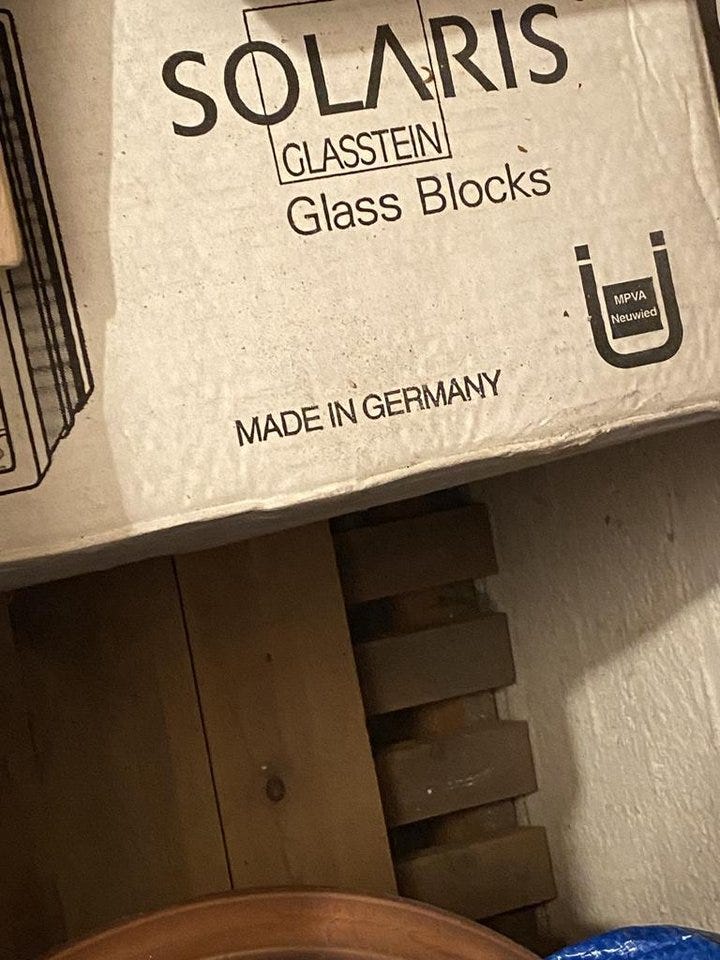 SOLARIS
GLASSTEIN
Glass Blocks
MPVA
Neuwied
MADE IN GERMANY